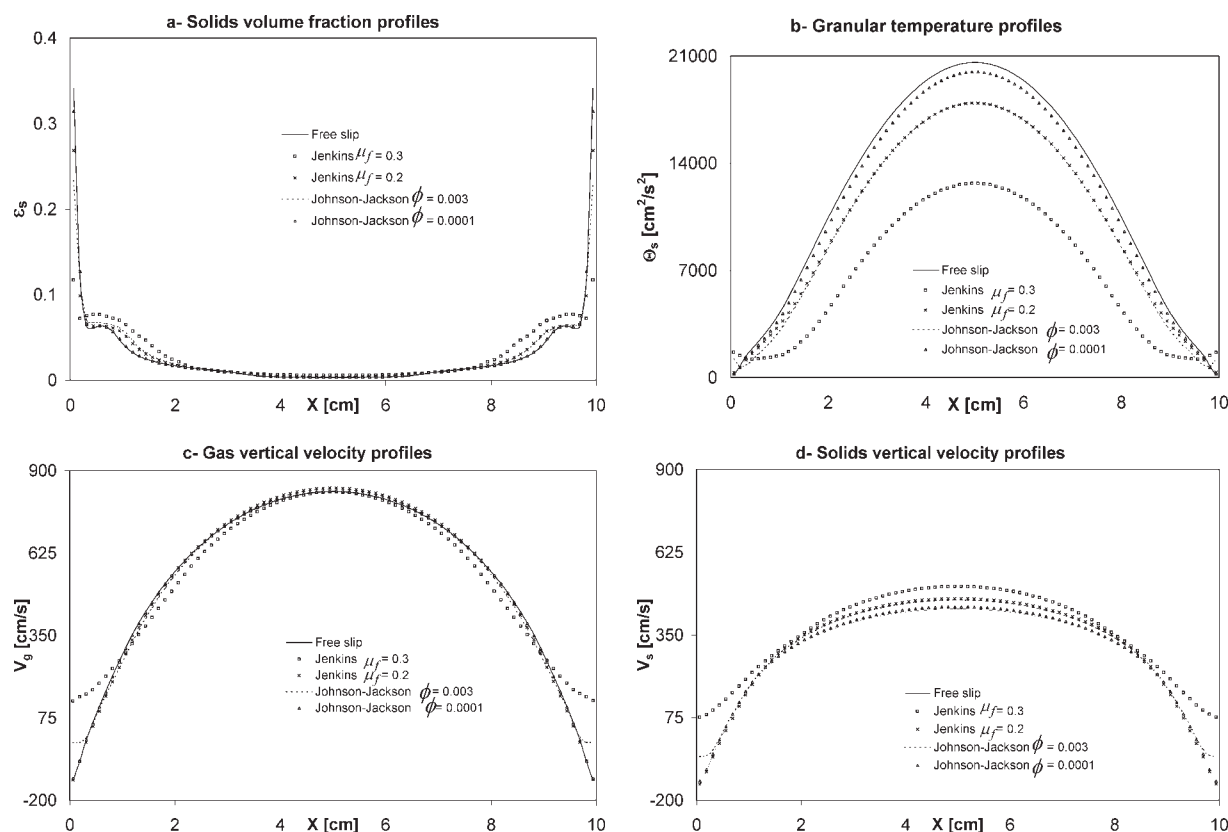 a- Solids volume fraction profiles
0.4
0.3
0.2
0.1
0
εs
Free slip
Jenkins μf = 0.3
Jenkins μf = 0.2
Johnson-Jackson ϕ = 0.003
Johnson-Jackson ϕ = 0.0001
0 2 4 6 8 10
X [cm]
b- Granular temperature profiles
21000
14000
7000
0
Θs [cm²/s²]
Free slip
Jenkins μf = 0.3
Jenkins μf = 0.2
Johnson-Jackson ϕ = 0.003
Johnson-Jackson ϕ = 0.0001
0 2 4 6 8 10
X [cm]
c- Gas vertical velocity profiles
900
625
350
75
-200
Vg [cm/s]
Free slip
Jenkins μf = 0.3
Jenkins μf = 0.2
Johnson-Jackson ϕ = 0.003
Johnson-Jackson ϕ = 0.0001
0 2 4 6 8 10
X [cm]
d- Solids vertical velocity profiles
900
625
350
75
-200
Vs [cm/s]
Free slip
Jenkins μf = 0.3
Jenkins μf = 0.2
Johnson-Jackson ϕ = 0.003
Johnson-Jackson ϕ = 0.0001
0 2 4 6 8 10
X [cm]